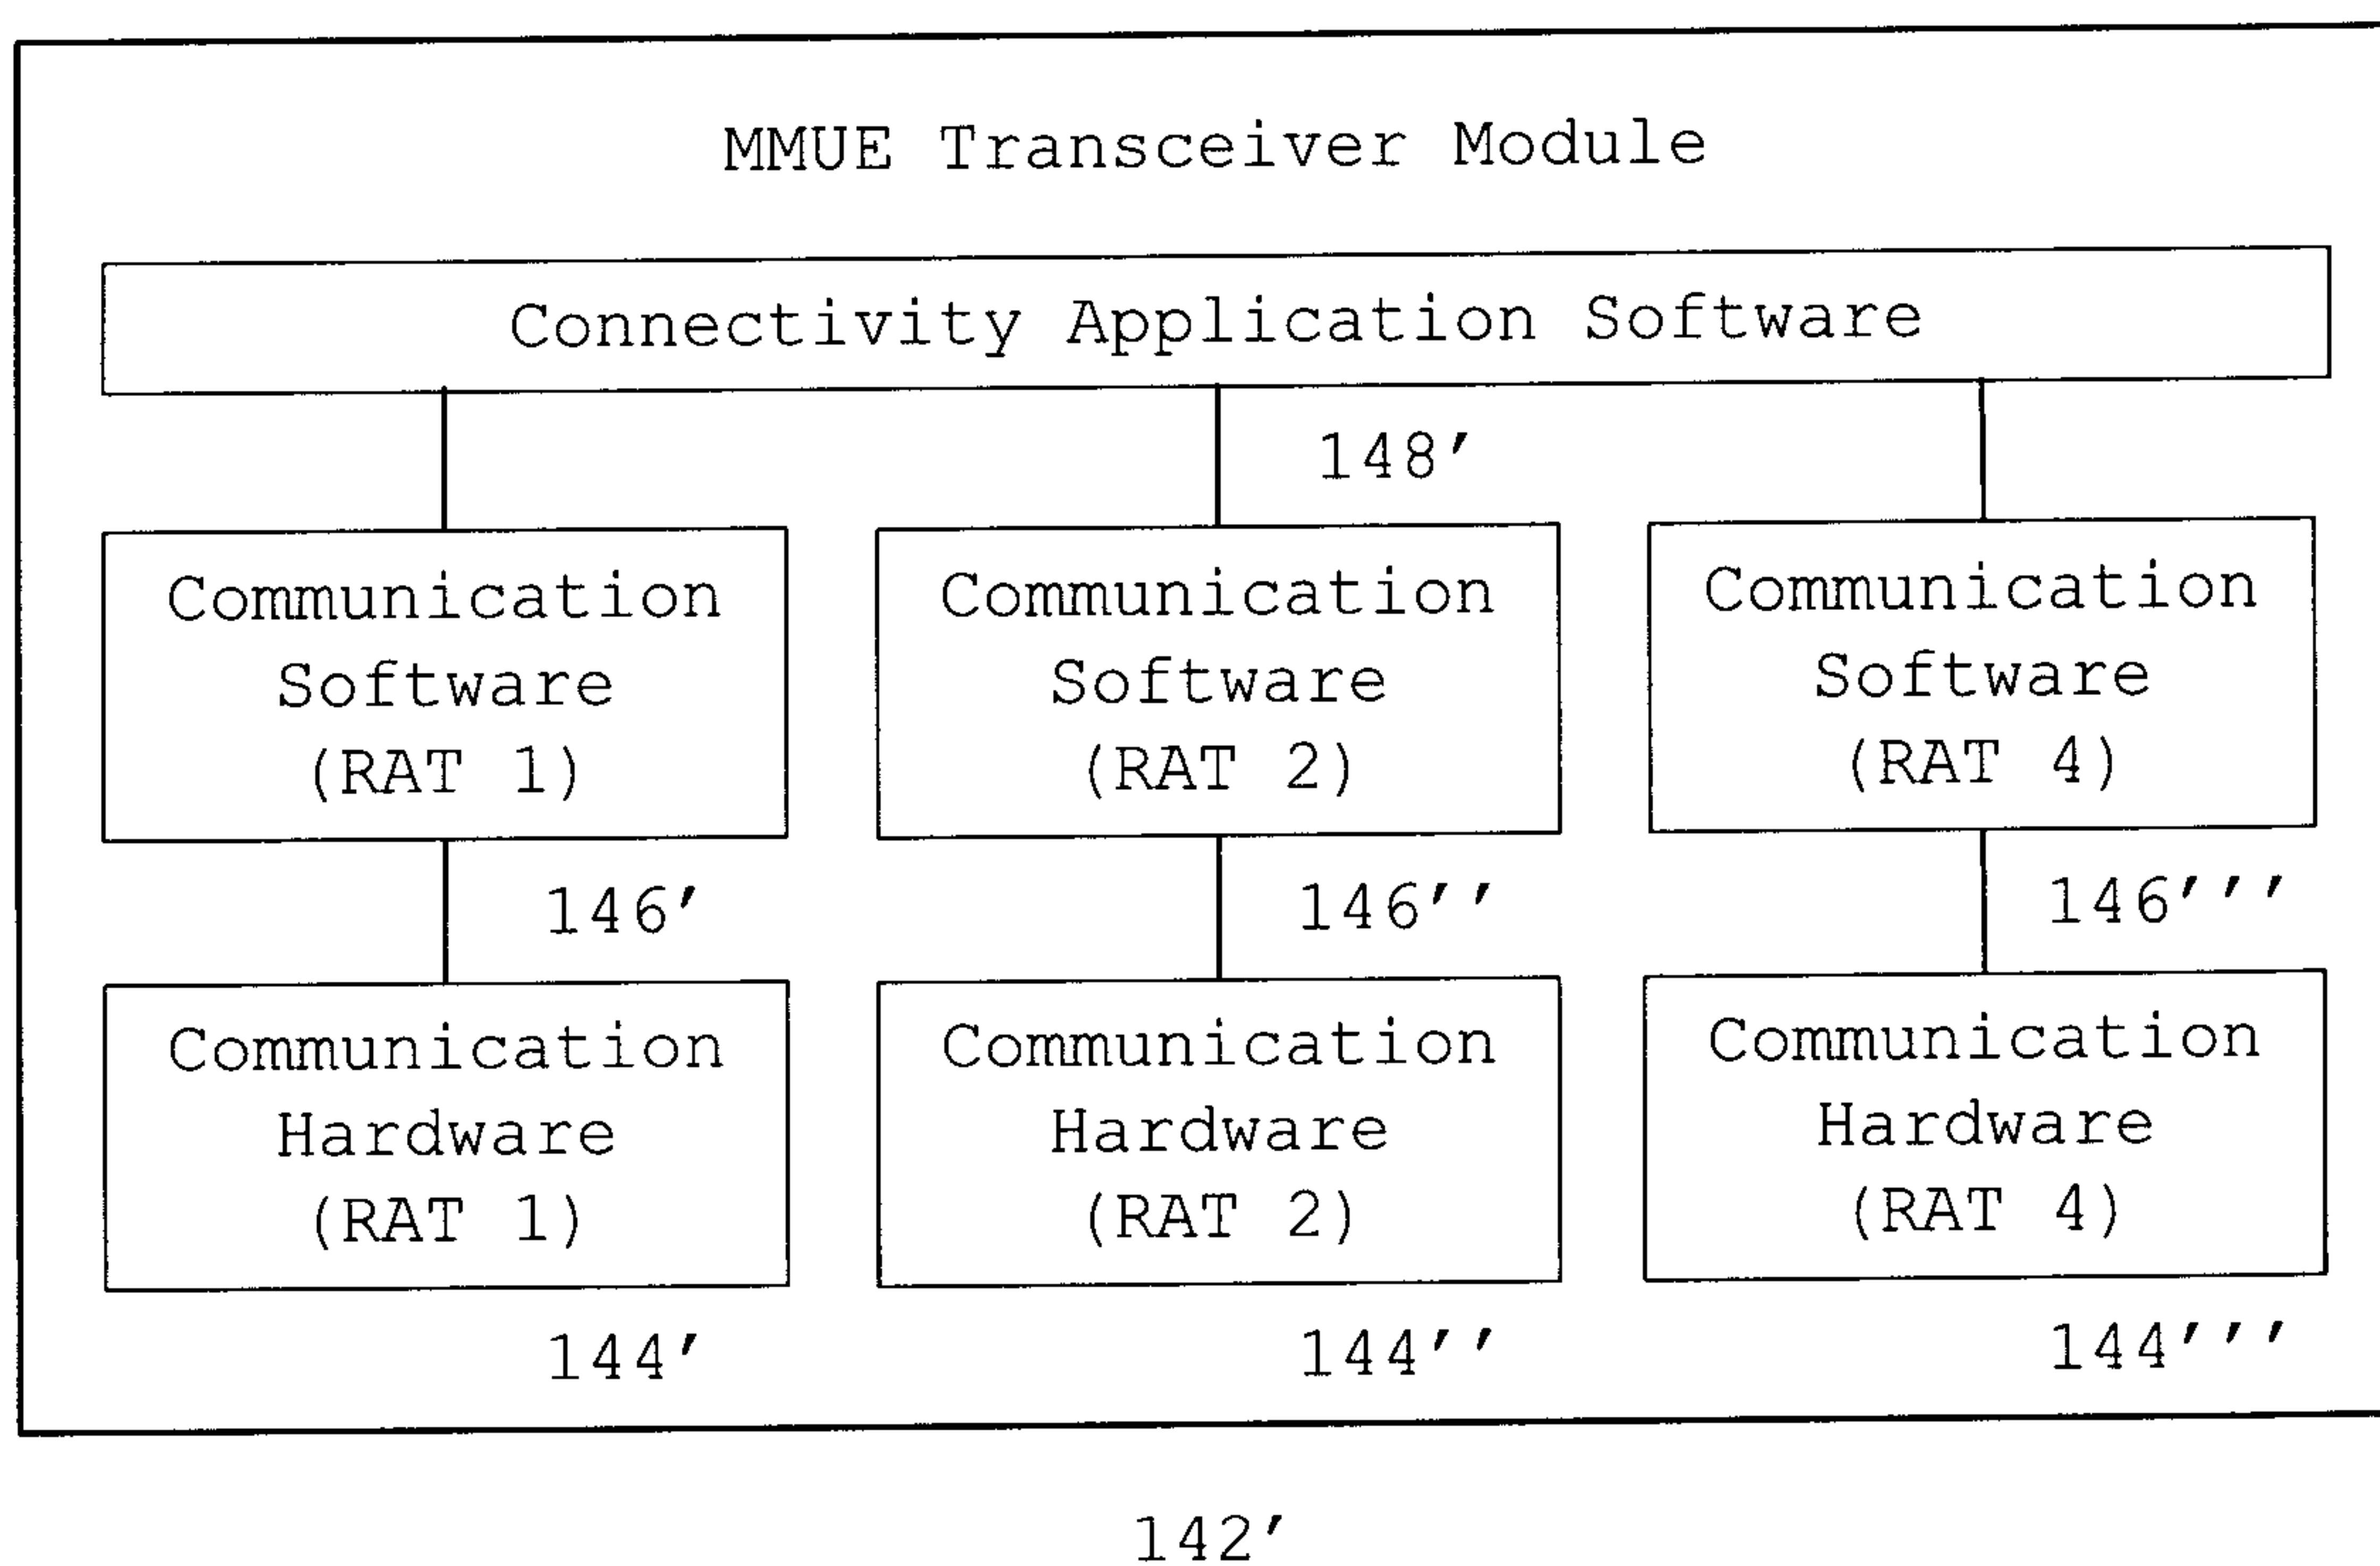 MMUE Transceiver Module
Connectivity Application Software
148'
Communication
Software
(RAT 1)
Communication
Software
(RAT 2)
Communication
Software
(RAT 4)
146'
146''
146'''
Communication
Hardware
(RAT 1)
Communication
Hardware
(RAT 2)
Communication
Hardware
(RAT 4)
144'
144''
144'''
142'